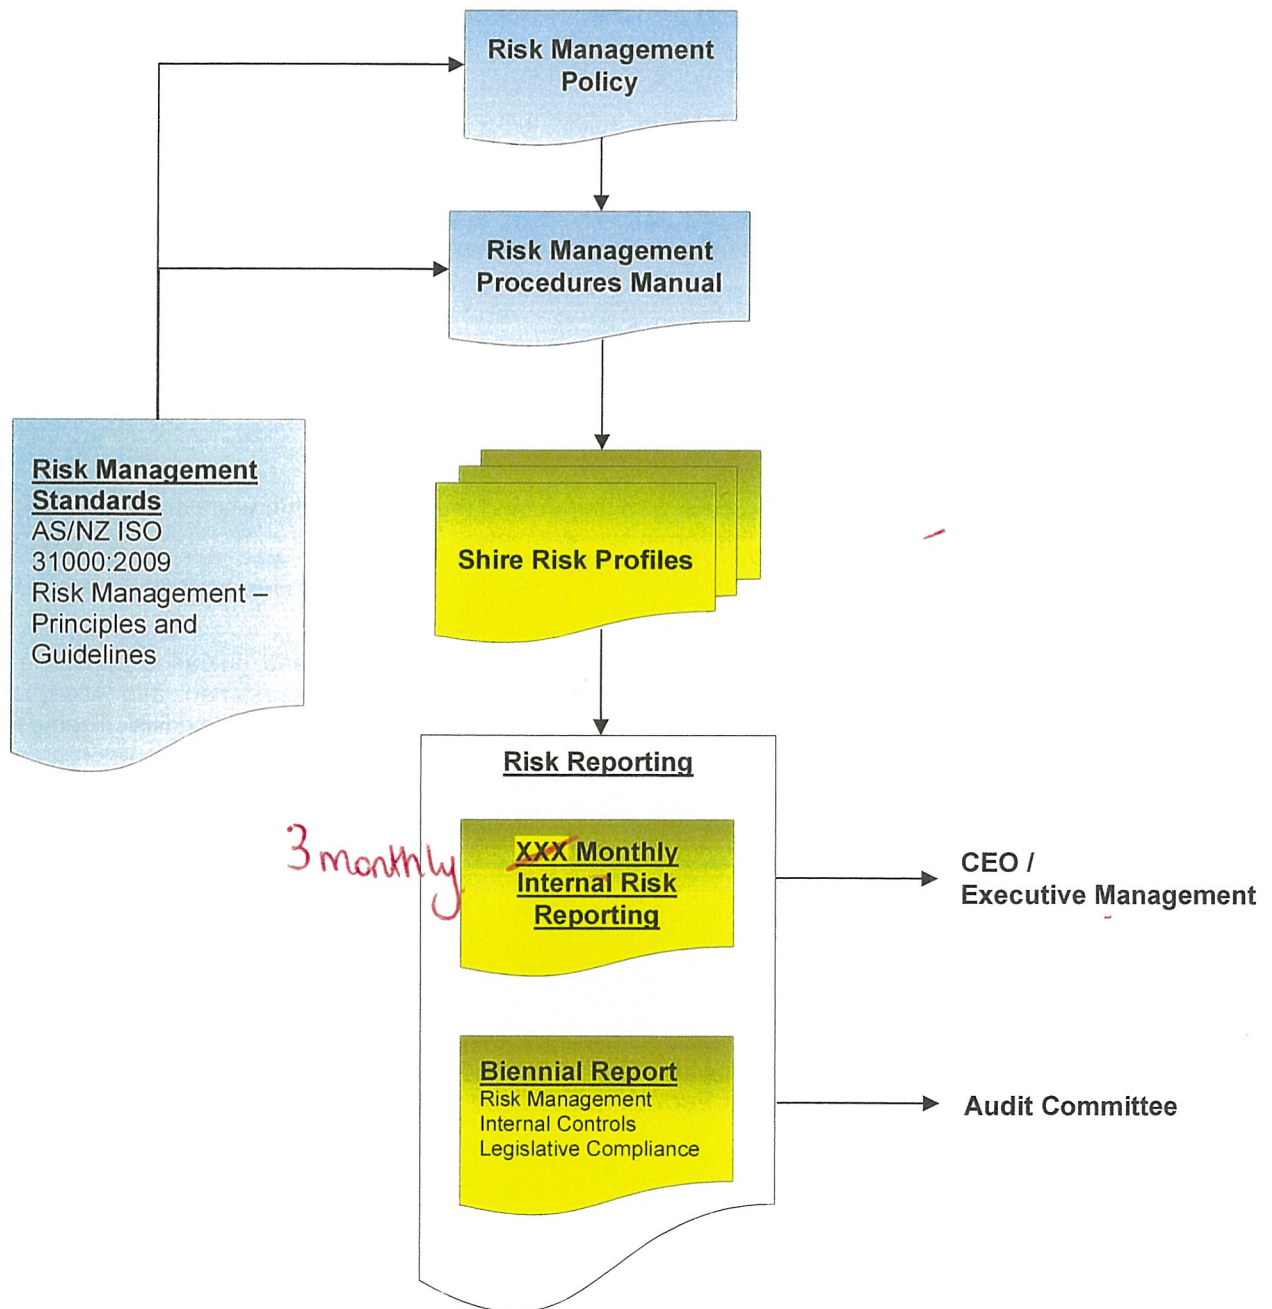 Risk Management
Policy
Risk Management
Procedures Manual
Risk Management
Standards
AS/NZ ISO
31000:2009
Risk Management –
Principles and
Guidelines
Shire Risk Profiles
Risk Reporting
3 monthly
XXX Monthly
Internal Risk
Reporting
CEO /
Executive Management
Biennial Report
Risk Management
Internal Controls
Legislative Compliance
Audit Committee